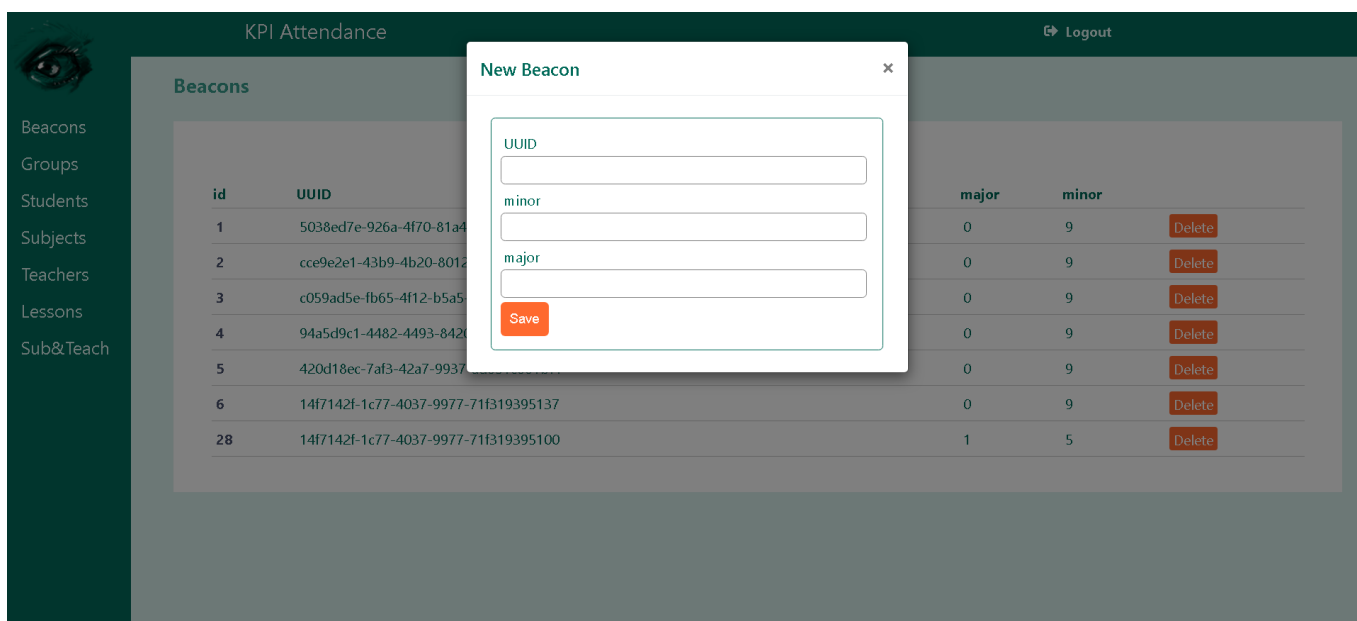 KPI Attendance
Logout
New Beacon ×
Beacons
Beacons
Groups
Students
Subjects
Teachers
Lessons
Sub&Teach
UUID
minor
major
Save
id UUID major minor
1 5038ed7e-926a-4f70-81a4 0 9 Delete
2 cce9e2e1-43b9-4b20-8012 0 9 Delete
3 c059ad5e-fb65-4f12-b5a5- 0 9 Delete
4 94a5d9c1-4482-4493-842 0 9 Delete
5 420d18ec-7af3-42a7-9937 0 9 Delete
6 14f7142f-1c77-4037-9977-71f319395137 0 9 Delete
28 14f7142f-1c77-4037-9977-71f319395100 1 5 Delete